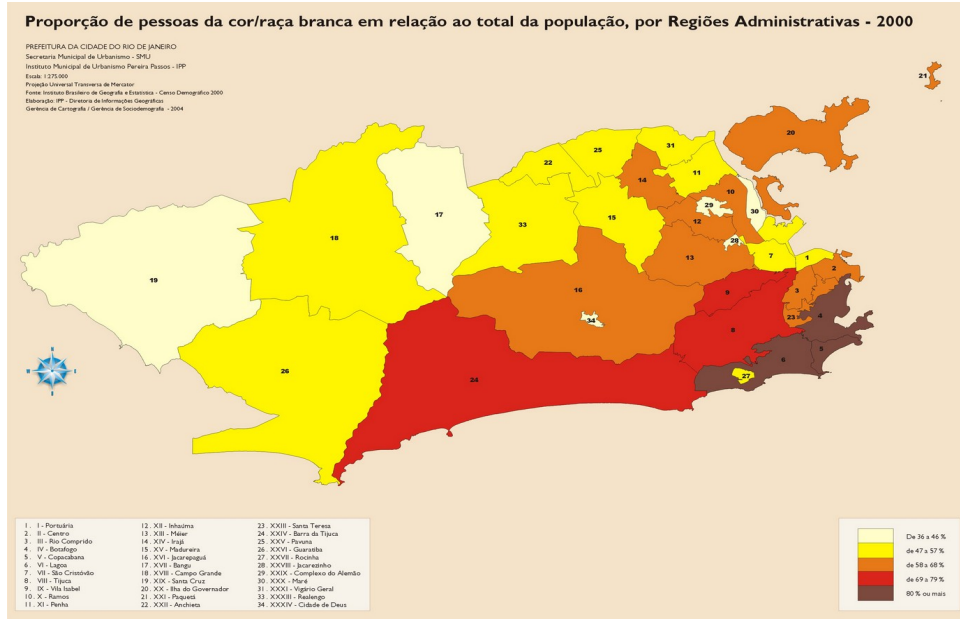 Proporção de pessoas da cor/raça branca em relação ao total da população, por Regiões Administrativas - 2000
PREFEITURA DA CIDADE DO RIO DE JANEIRO
Secretaria Municipal de Urbanismo - SMU
Instituto Municipal de Urbanismo Pereira Passos - IPP
Escala: 1:275.000
Projeção Universal Transversa de Mercator
Fonte: Instituto Brasileiro de Geografia e Estatística - Censo Demográfico 2000
Elaboração: IPP - Diretoria de Informações Geográficas
Gerência de Cartografia / Gerência de Sociodemografia - 2004
21
20
31
25
22
11
14
10
29
30
17
15
12
33
18
28
13
7
1
2
19
16
9
3
34
4
23
8
5
6
26
27
24
1 . I - Portuária
2 . II - Centro
3 . III - Rio Comprido
4 . IV - Botafogo
5 . V - Copacabana
6 . VI - Lagoa
7 . VII - São Cristóvão
8 . VIII - Tijuca
9 . IX - Vila Isabel
10 . X - Ramos
11 . XI - Penha
12 . XII - Inhaúma
13 . XIII - Méier
14 . XIV - Irajá
15 . XV - Madureira
16 . XVI - Jacarepaguá
17 . XVII - Bangu
18 . XVIII - Campo Grande
19 . XIX - Santa Cruz
20 . XX - Ilha do Governador
21 . XXI - Paquetá
22 . XXII - Anchieta
23 . XXIII - Santa Teresa
24 . XXIV - Barra da Tijuca
25 . XXV - Pavuna
26 . XXVI - Guaratiba
27 . XXVII - Rocinha
28 . XXVIII - Jacarezinho
29 . XXIX - Complexo do Alemão
30 . XXX - Maré
31 . XXXI - Vigário Geral
33 . XXXIII - Realengo
34 . XXXIV - Cidade de Deus
De 36 a 46 %
de 47 a 57 %
de 58 a 68 %
de 69 a 79 %
80 % ou mais